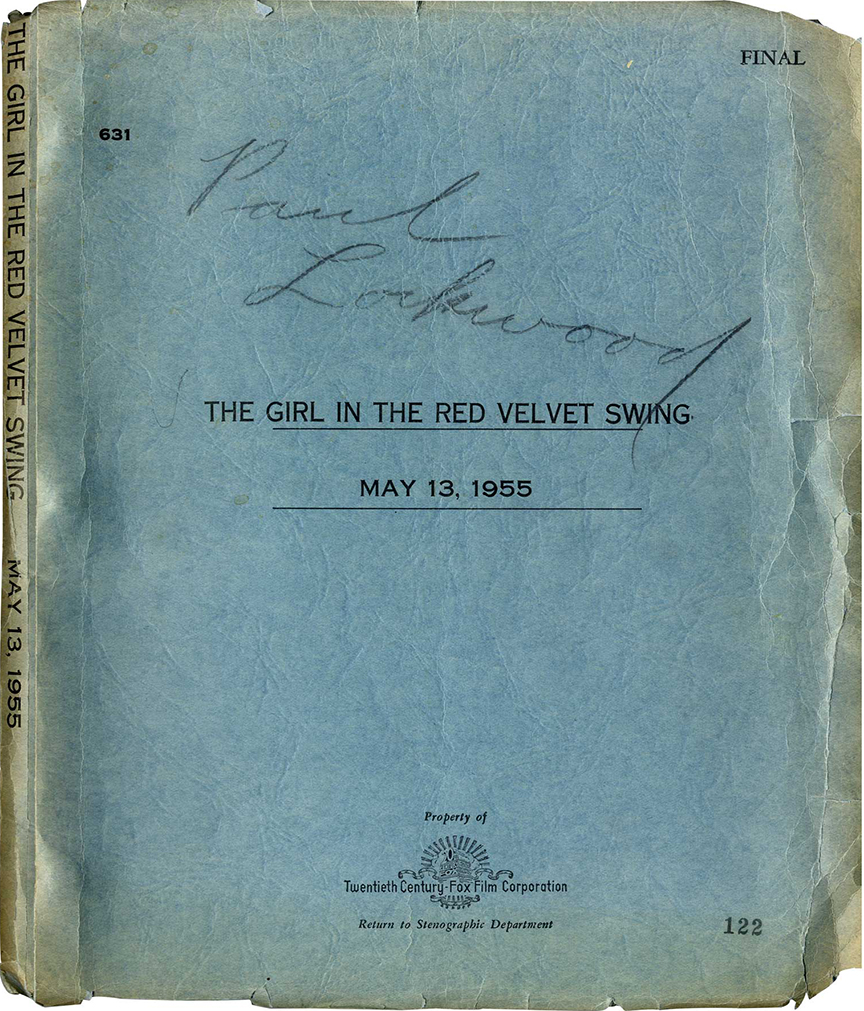 THE GIRL IN THE RED VELVET SWING MAY 13, 1955
FINAL
631
Paul
Lockwood
THE GIRL IN THE RED VELVET SWING
MAY 13, 1955
Property of
Twentieth Century-Fox Film Corporation
Return to Stenographic Department
122